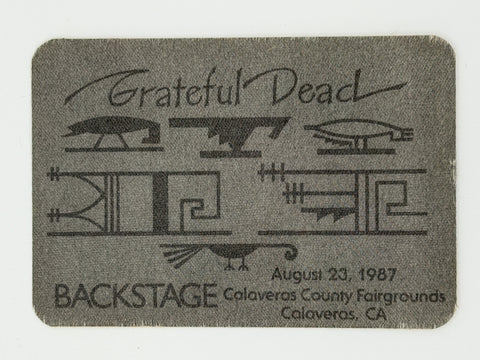 Grateful Dead
August 23, 1987
BACKSTAGE Calaveras County Fairgrounds
Calaveras, CA